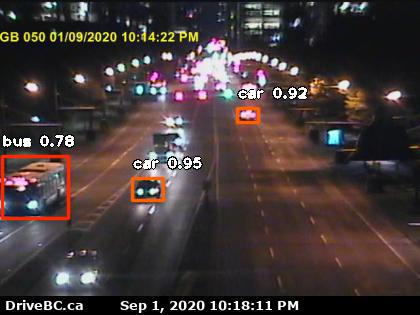 GB 050 01/09/2020 10:14:22 PM
car 0.92
bus 0.78
car 0.95
DriveBC.ca Sep 1, 2020 10:18:11 PM